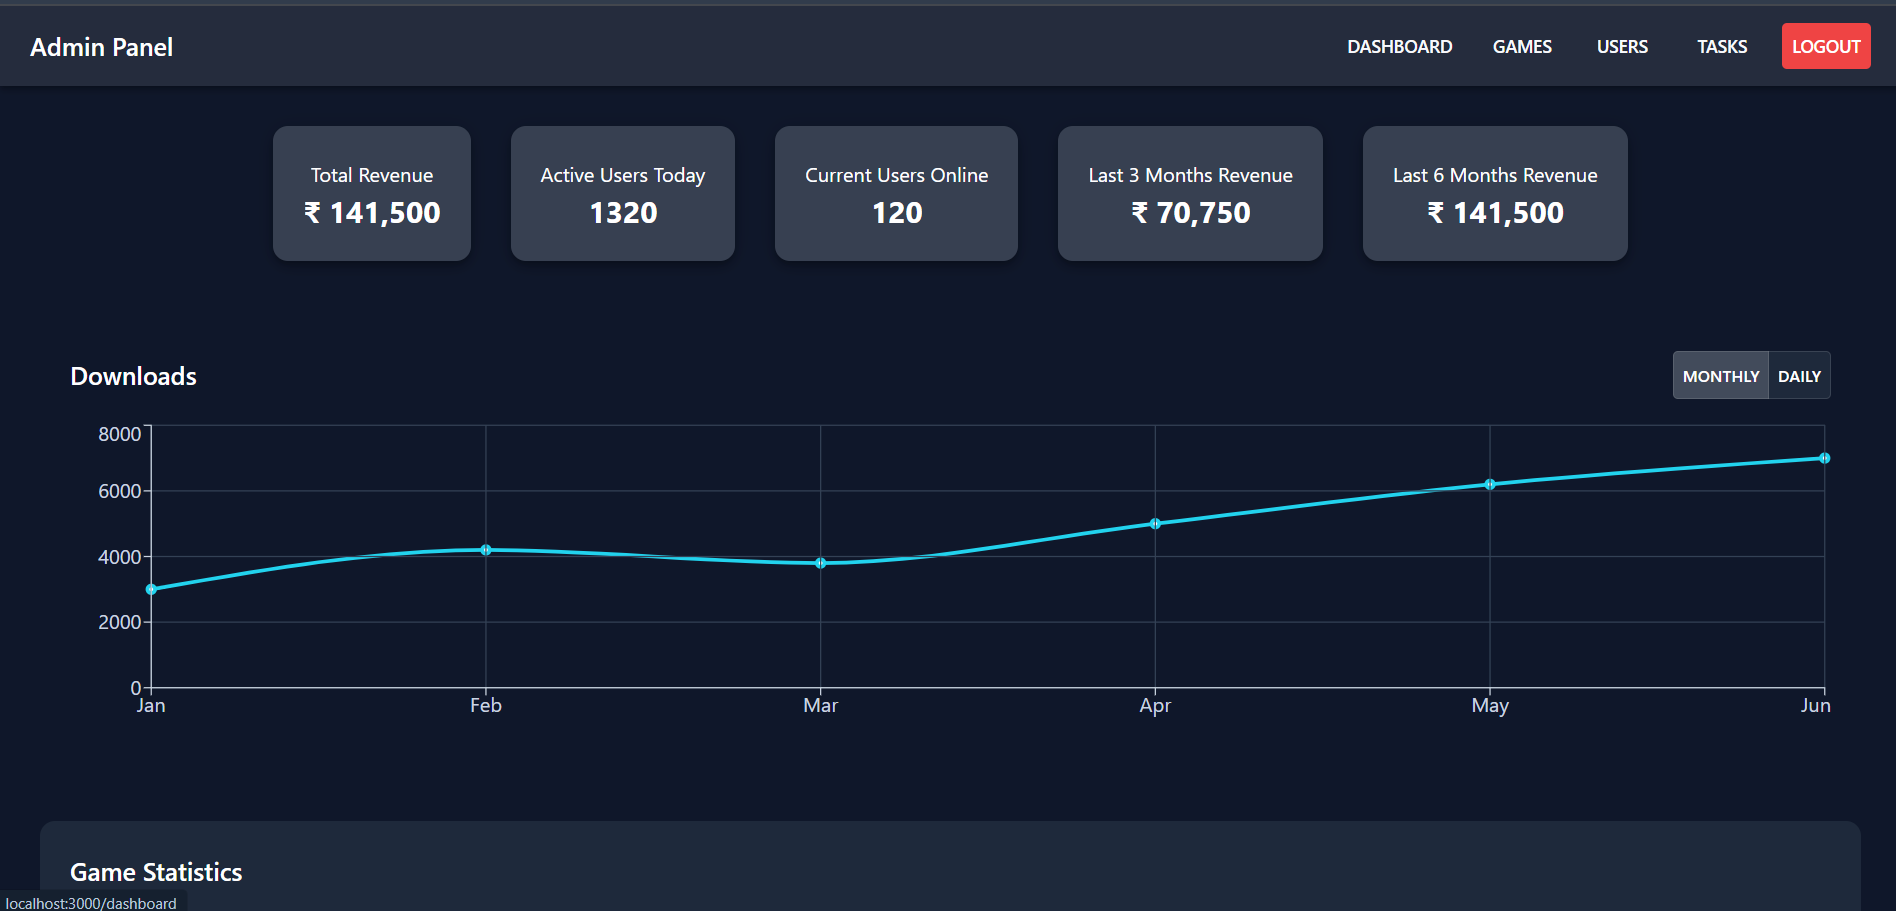 Admin Panel
DASHBOARD GAMES USERS TASKS LOGOUT
Total Revenue
₹ 141,500
Active Users Today
1320
Current Users Online
120
Last 3 Months Revenue
₹ 70,750
Last 6 Months Revenue
₹ 141,500
Downloads
MONTHLY DAILY
8000
6000
4000
2000
0
Jan Feb Mar Apr May Jun
Game Statistics
localhost:3000/dashboard